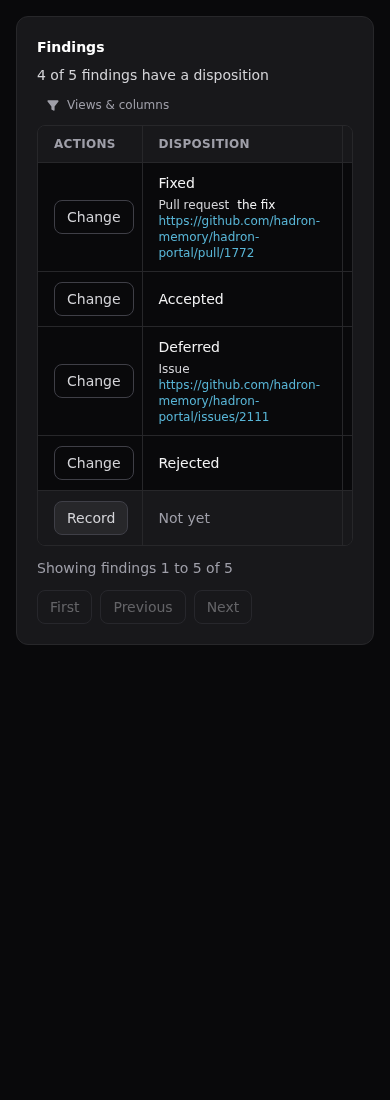 Findings
4 of 5 findings have a disposition
Views & columns
ACTIONS DISPOSITION
Change
Fixed
Pull request the fix
https://github.com/hadron-
memory/hadron-
portal/pull/1772
Change Accepted
Change
Deferred
Issue
https://github.com/hadron-
memory/hadron-
portal/issues/2111
Change Rejected
Record Not yet
Showing findings 1 to 5 of 5
First Previous Next